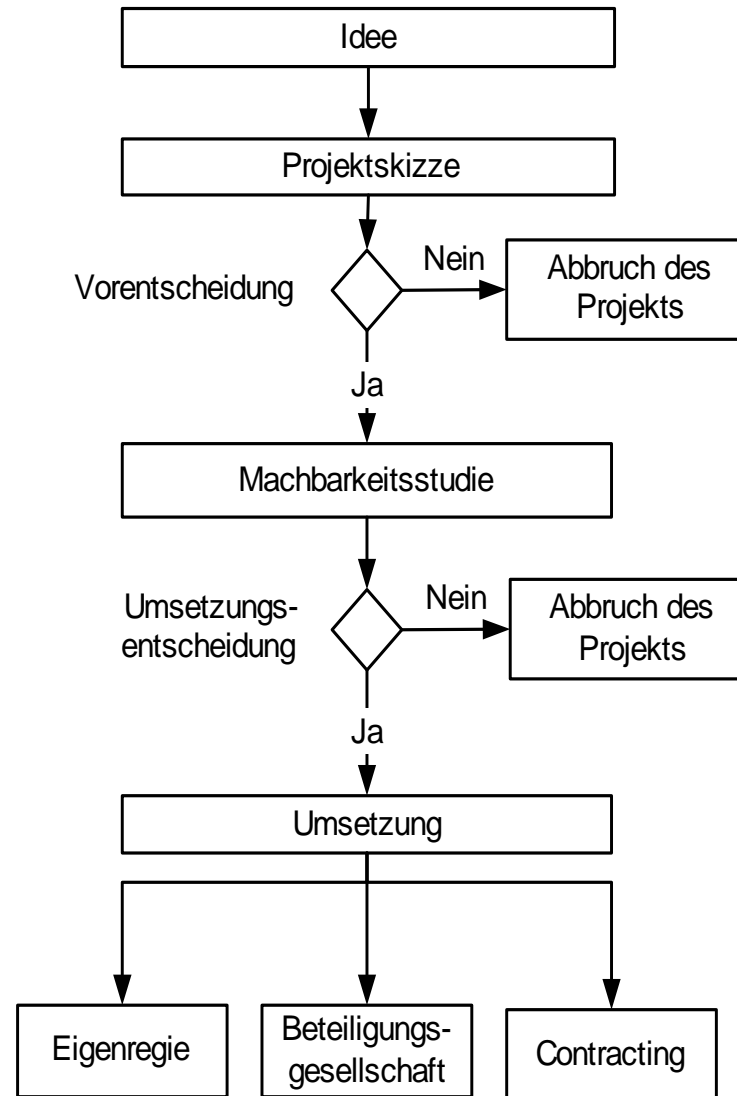 Idee
Projektskizze
Vorentscheidung
Nein
Abbruch des
Projekts
Ja
Machbarkeitsstudie
Umsetzungs-
entscheidung
Nein
Abbruch des
Projekts
Ja
Umsetzung
Eigenregie
Beteiligungs-
gesellschaft
Contracting